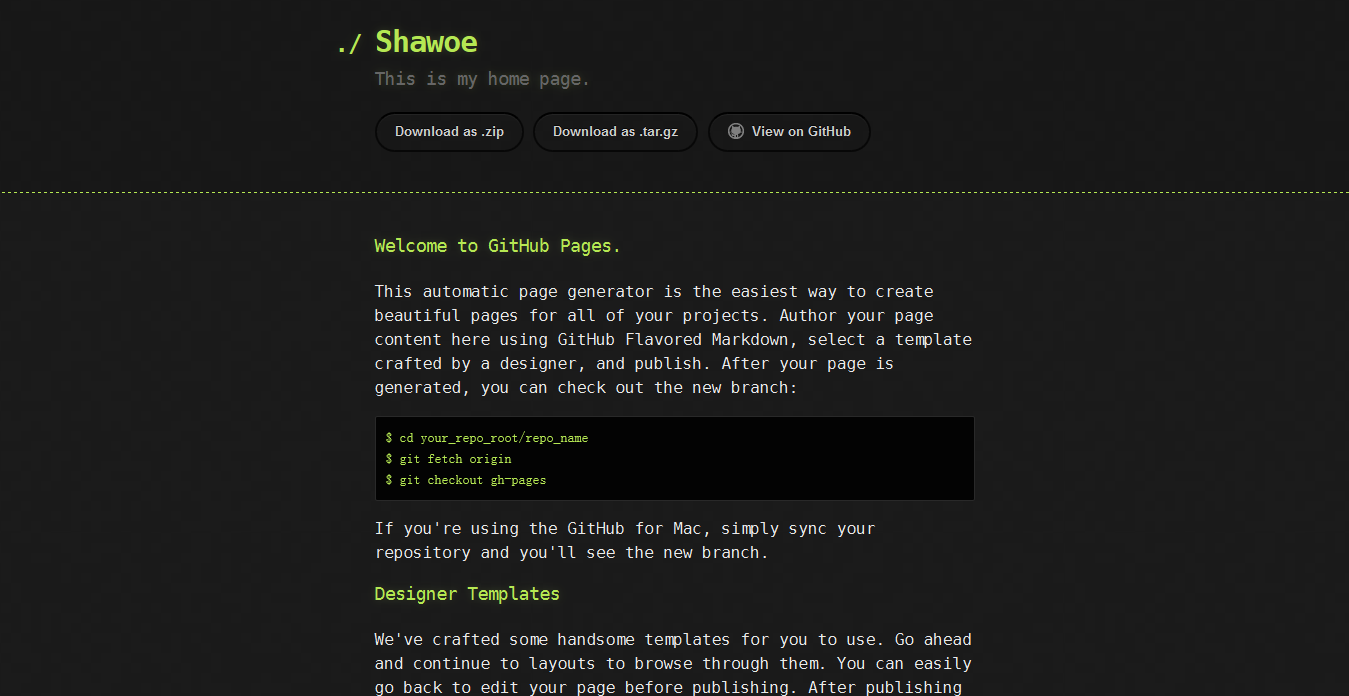 ./ Shawoe
This is my home page.
Download as .zip Download as .tar.gz View on GitHub
Welcome to GitHub Pages.
This automatic page generator is the easiest way to create
beautiful pages for all of your projects. Author your page
content here using GitHub Flavored Markdown, select a template
crafted by a designer, and publish. After your page is
generated, you can check out the new branch:
$ cd your_repo_root/repo_name
$ git fetch origin
$ git checkout gh-pages
If you're using the GitHub for Mac, simply sync your
repository and you'll see the new branch.
Designer Templates
We've crafted some handsome templates for you to use. Go ahead
and continue to layouts to browse through them. You can easily
go back to edit your page before publishing. After publishing